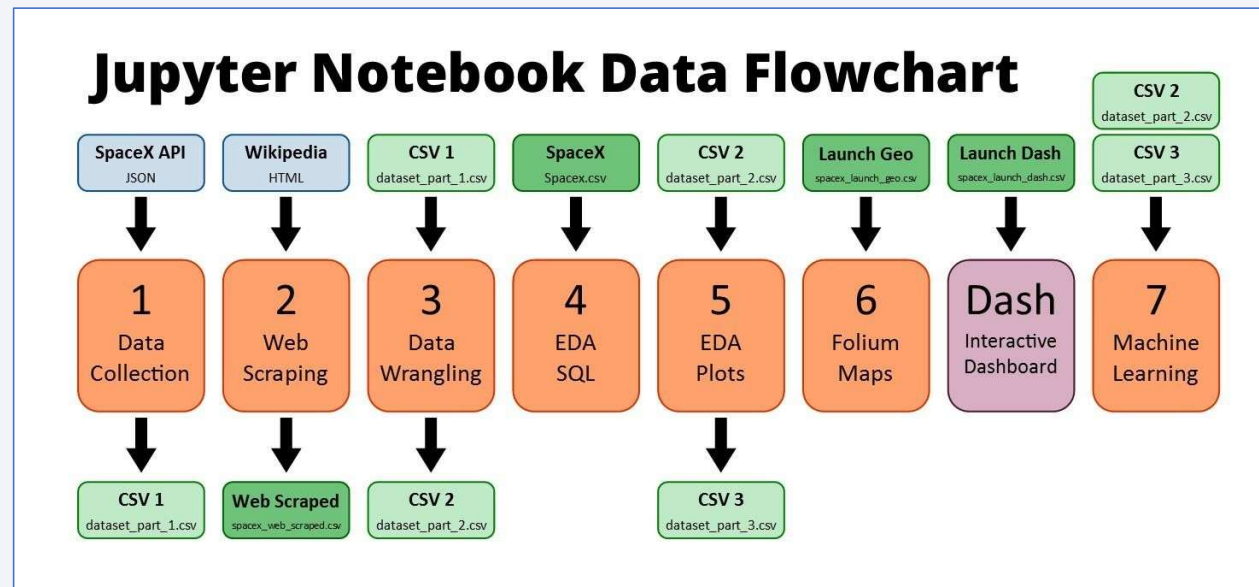 Jupyter Notebook Data Flowchart
CSV 2
dataset_part_2.csv
SpaceX API
JSON
Wikipedia
HTML
CSV 1
dataset_part_1.csv
SpaceX
Spacex.csv
CSV 2
dataset_part_2.csv
Launch Geo
spacex_launch_geo.csv
Launch Dash
spacex_launch_dash.csv
CSV 3
dataset_part_3.csv
1
Data
Collection
2
Web
Scraping
3
Data
Wrangling
4
EDA
SQL
5
EDA
Plots
6
Folium
Maps
Dash
Interactive
Dashboard
7
Machine
Learning
CSV 1
dataset_part_1.csv
Web Scraped
spacex_web_scraped.csv
CSV 2
dataset_part_2.csv
CSV 3
dataset_part_3.csv